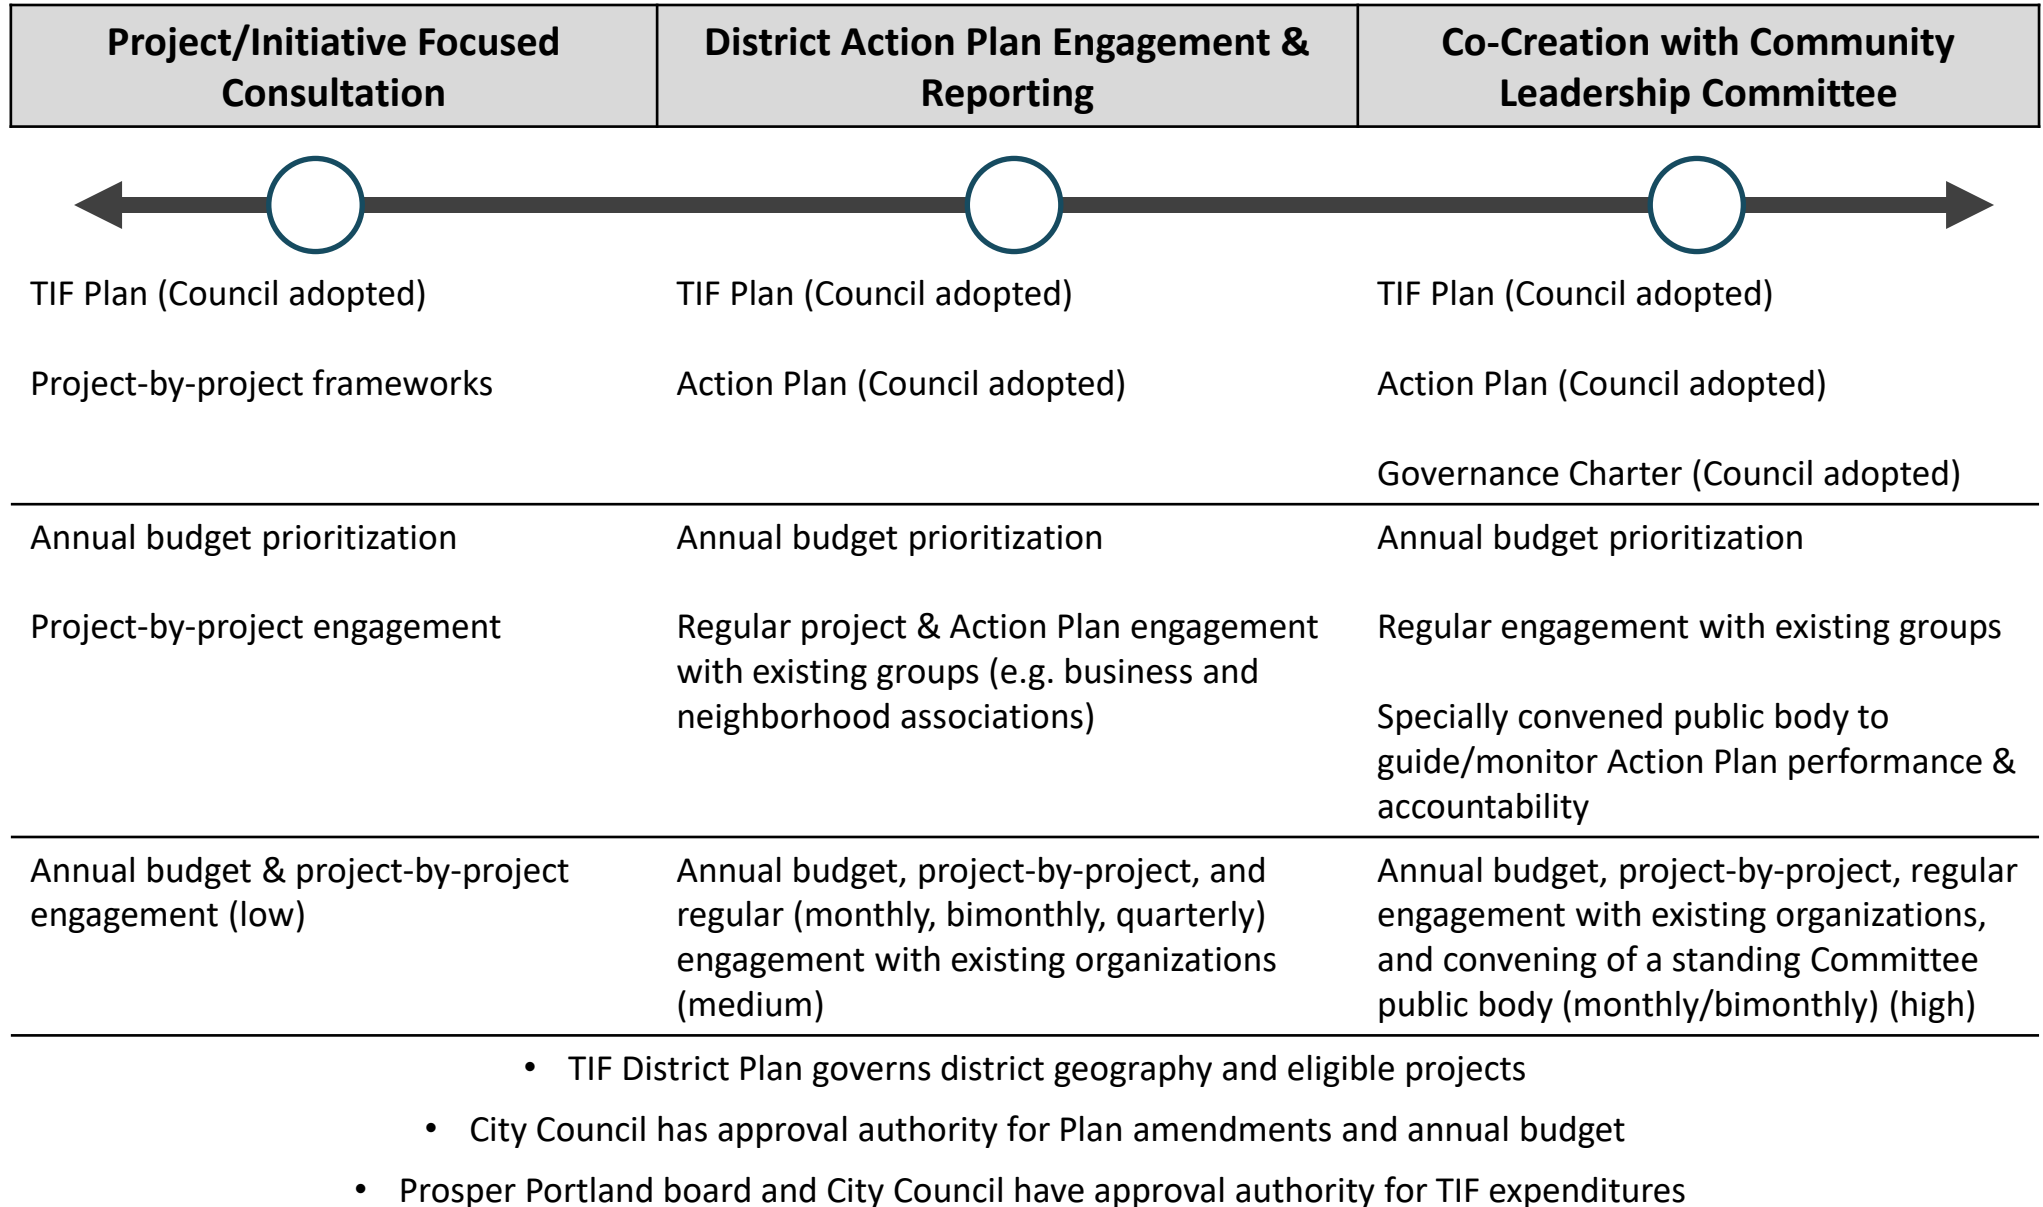 Project/Initiative Focused
Consultation
District Action Plan Engagement &
Reporting
Co-Creation with Community
Leadership Committee
TIF Plan (Council adopted)
Project-by-project frameworks
TIF Plan (Council adopted)
Action Plan (Council adopted)
TIF Plan (Council adopted)
Action Plan (Council adopted)
Governance Charter (Council adopted)
Annual budget prioritization
Project-by-project engagement
Annual budget prioritization
Regular project & Action Plan engagement
with existing groups (e.g. business and
neighborhood associations)
Annual budget prioritization
Regular engagement with existing groups
Specially convened public body to
guide/monitor Action Plan performance &
accountability
Annual budget & project-by-project
engagement (low)
Annual budget, project-by-project, and
regular (monthly, bimonthly, quarterly)
engagement with existing organizations
(medium)
Annual budget, project-by-project, regular
engagement with existing organizations,
and convening of a standing Committee
public body (monthly/bimonthly) (high)
• TIF District Plan governs district geography and eligible projects
• City Council has approval authority for Plan amendments and annual budget
• Prosper Portland board and City Council have approval authority for TIF expenditures